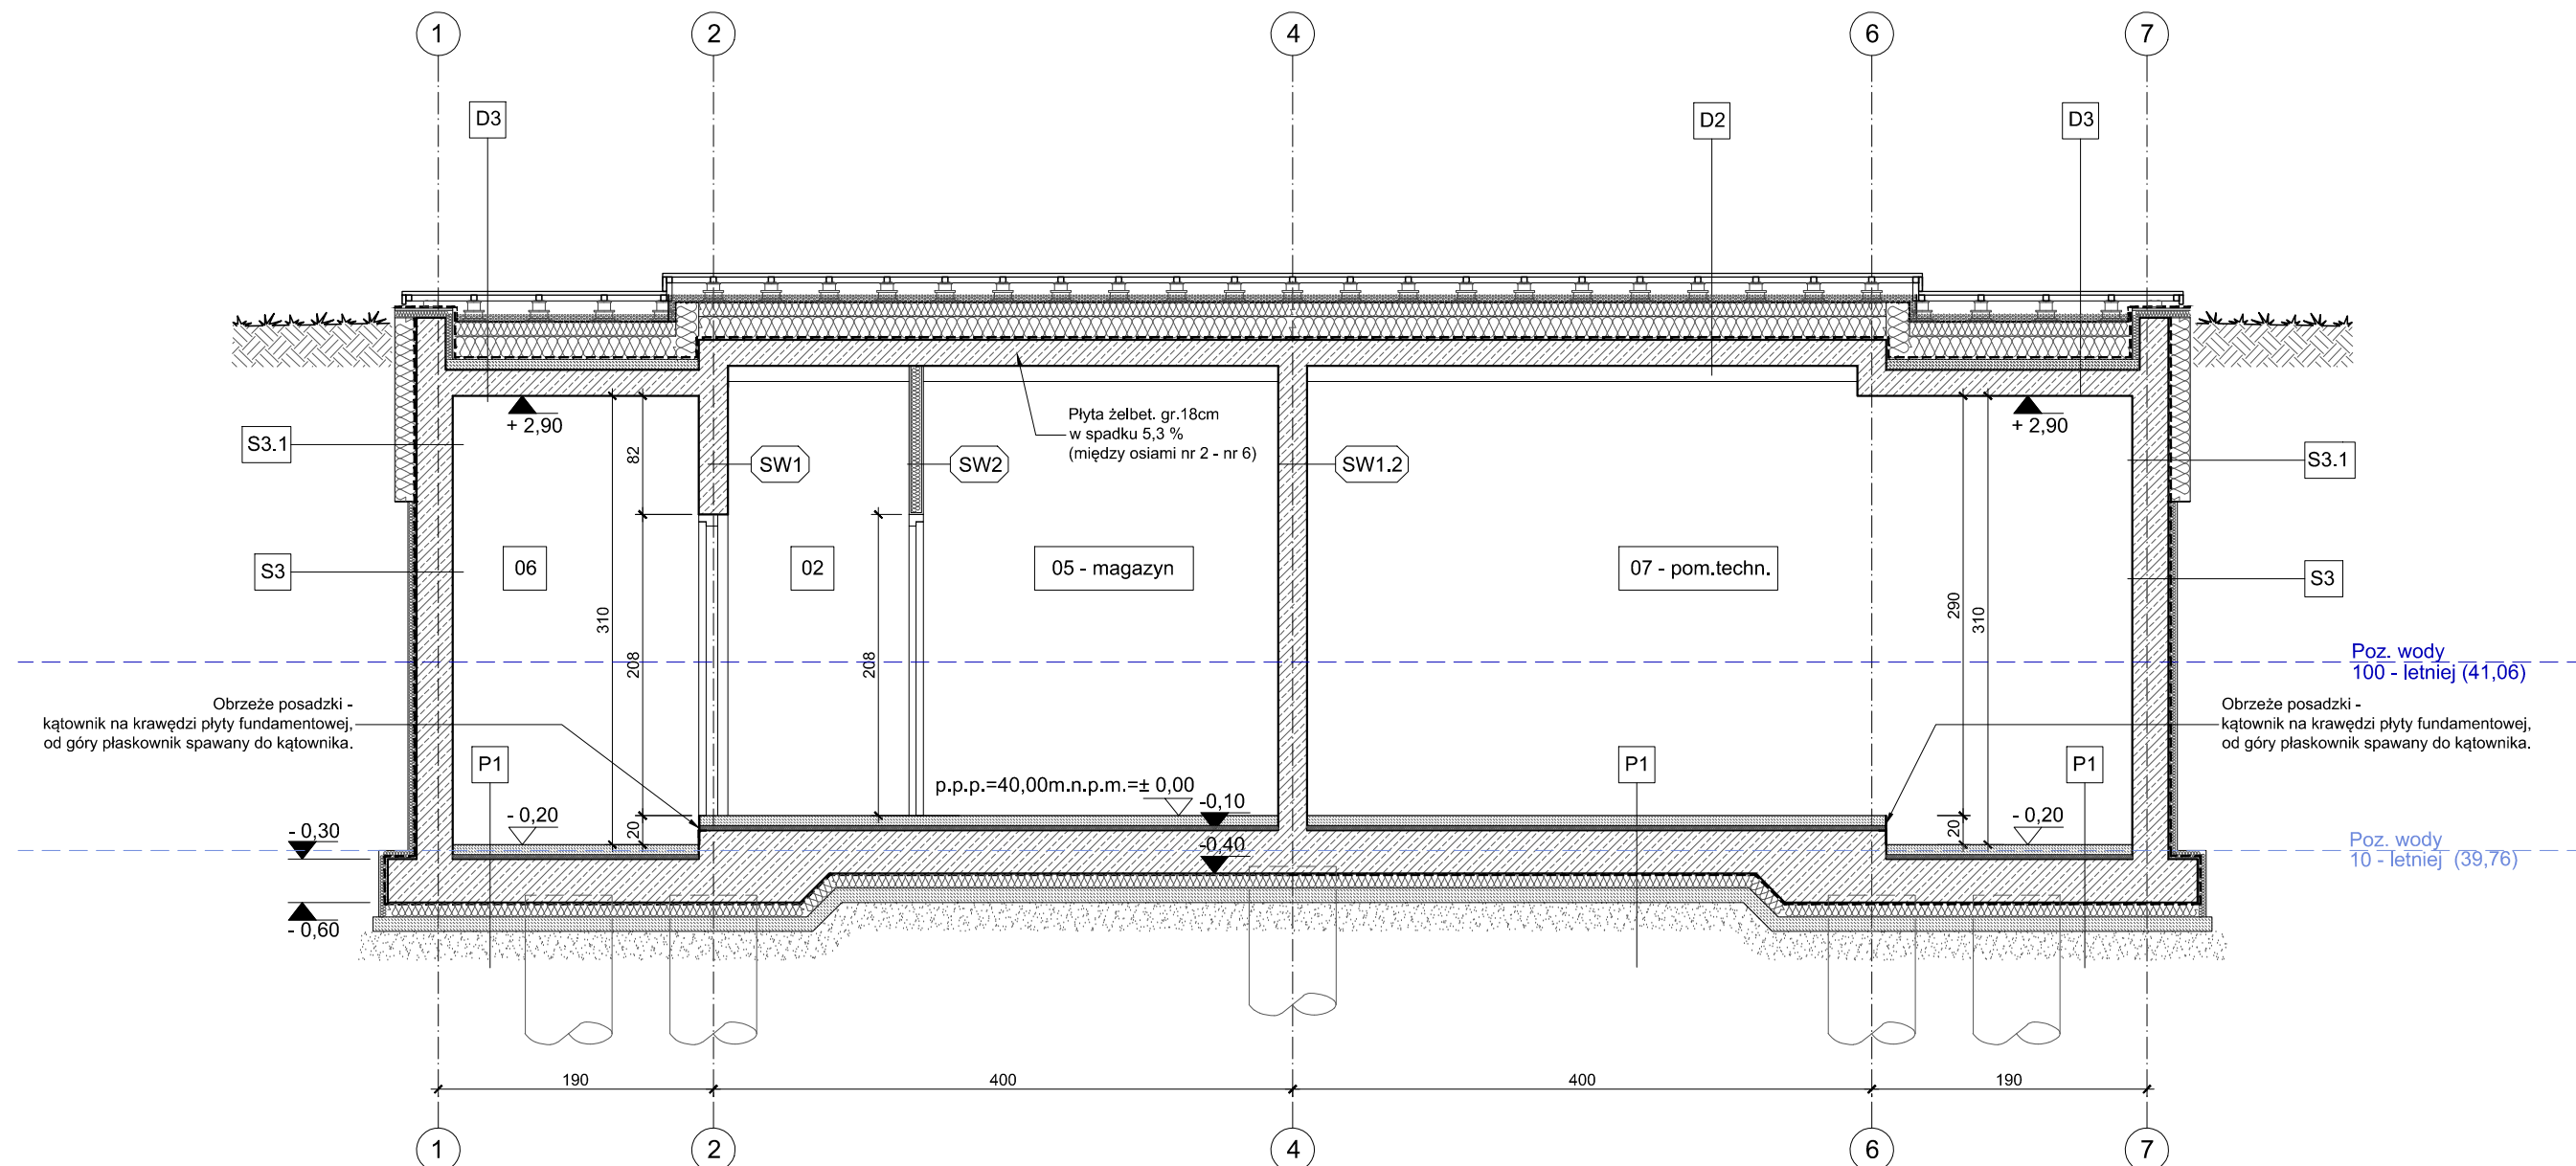 1
2
4
6
7
D3
D2
D3
+ 2,90
+ 2,90
Płyta żelbet. gr.18cm
w spadku 5,3 %
(między osiami nr 2 - nr 6)
S3.1
SW1
SW2
SW1.2
S3.1
82
S3
06
02
05 - magazyn
07 - pom.techn.
S3
310
208
208
290
310
Poz. wody
100 - letniej (41,06)
Obrzeże posadzki -
kątownik na krawędzi płyty fundamentowej,
od góry płaskownik spawany do kątownika.
Obrzeże posadzki -
kątownik na krawędzi płyty fundamentowej,
od góry płaskownik spawany do kątownika.
P1
P1
P1
p.p.p.=40,00m.n.p.m.=± 0,00
-0,10
- 0,20
20
20
- 0,20
- 0,30
-0,40
Poz. wody
10 - letniej (39,76)
- 0,60
190
400
400
190
1
2
4
6
7